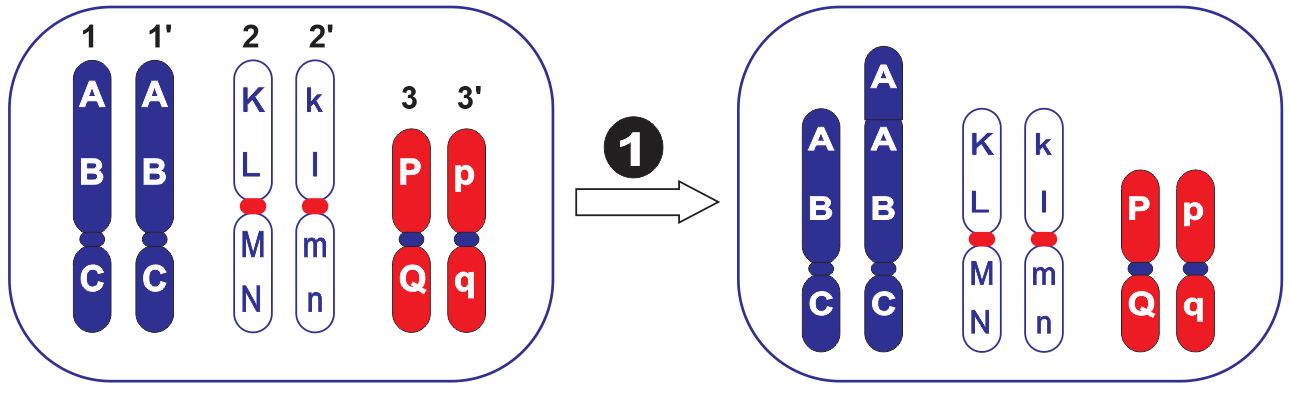 1 1' 2 2'
3 3'
A A K k
B B L l
P p
M m
C C Q q
N n
1
A
A A K k
B B L l
P p
M m
C C Q q
N n